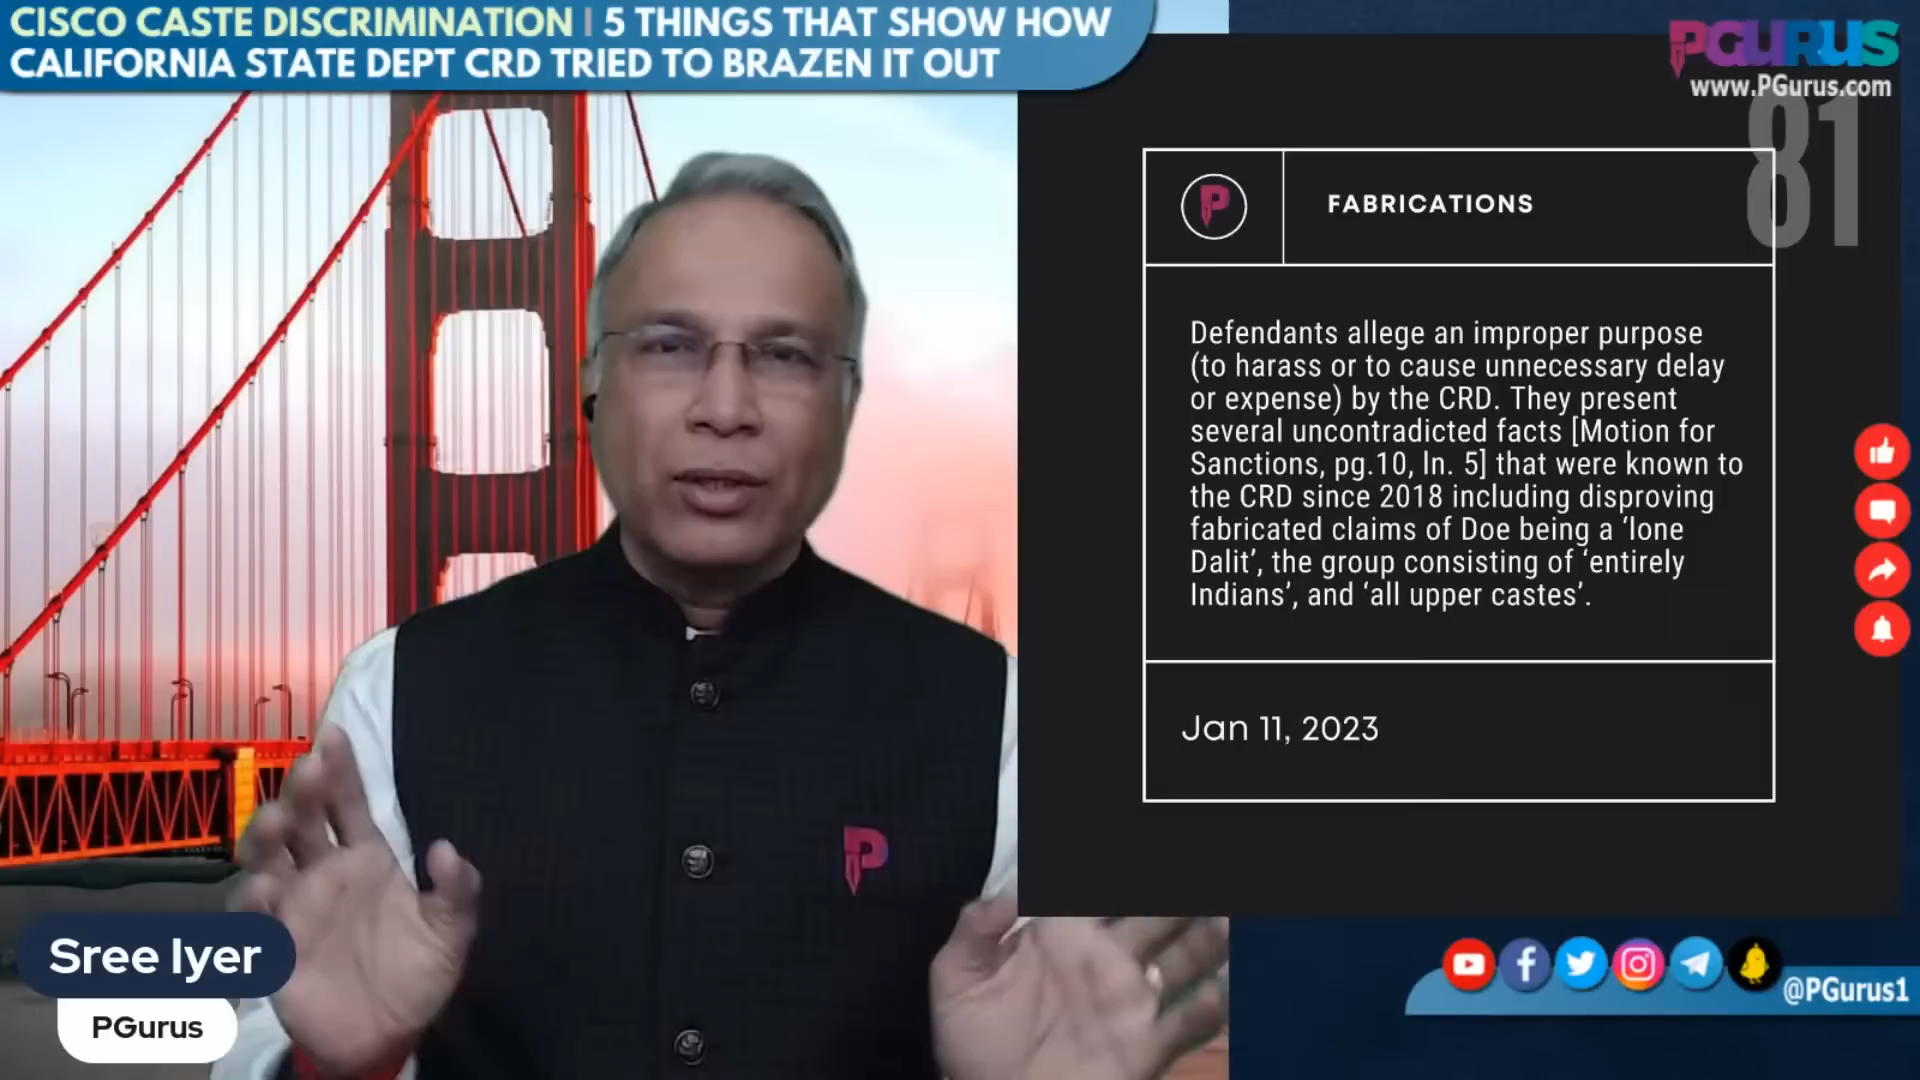 CISCO CASTE DISCRIMINATION | 5 THINGS THAT SHOW HOW
CALIFORNIA STATE DEPT CRD TRIED TO BRAZEN IT OUT
PGURUS
www.PGurus.com
81
P
FABRICATIONS
Defendants allege an improper purpose
(to harass or to cause unnecessary delay
or expense) by the CRD. They present
several uncontradicted facts [Motion for
Sanctions, pg.10, ln. 5] that were known to
the CRD since 2018 including disproving
fabricated claims of Doe being a ‘lone
Dalit’, the group consisting of ‘entirely
Indians’, and ‘all upper castes’.
Jan 11, 2023
P
Sree Iyer
PGurus
@PGurus1